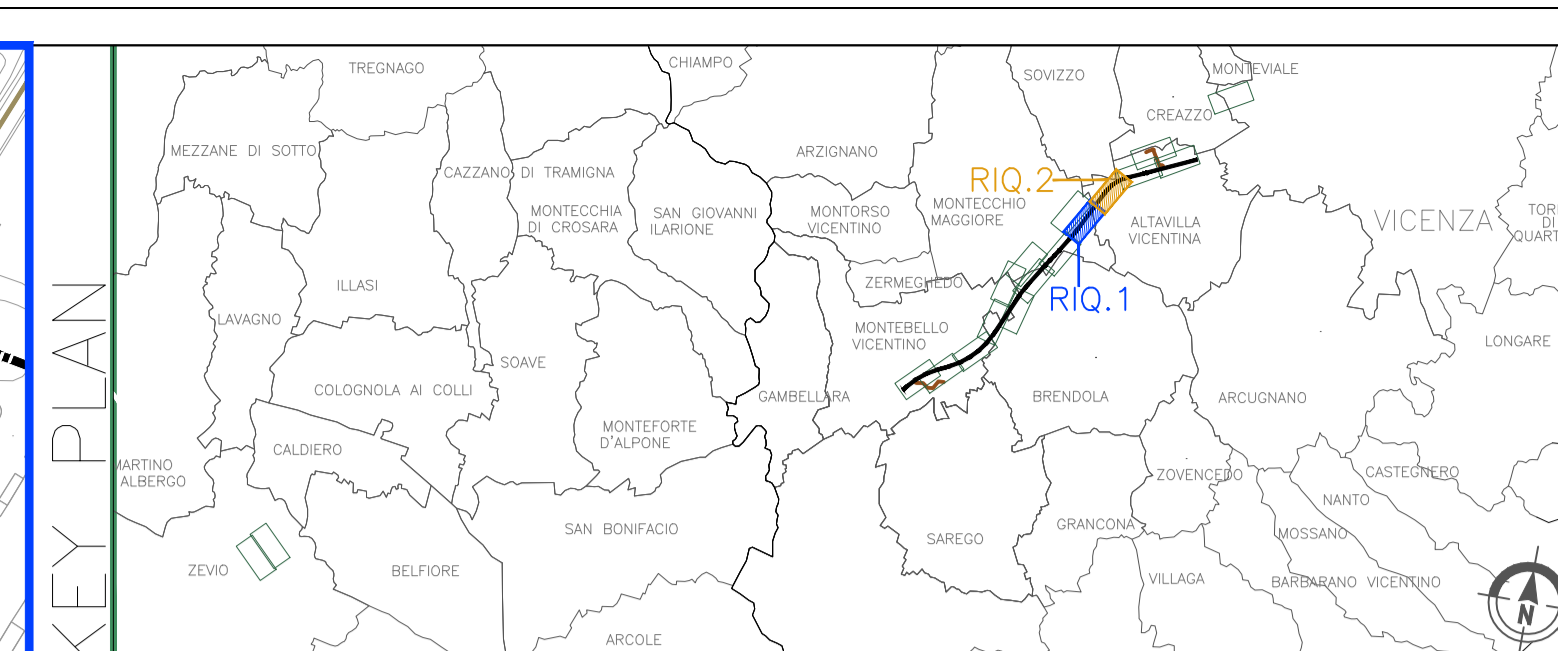 KEY PLAN
TREGNAGO
CHIAMPO
SOVIZZO
MONTEVIALE
CREAZZO
MEZZANE DI SOTTO
CAZZANO DI TRAMIGNA
ARZIGNANO
RIQ.2
MONTECCHIA
DI CROSARA
SAN GIOVANNI
ILARIONE
MONTORSO
VICENTINO
MONTECCHIO
MAGGIORE
ALTAVILLA
VICENTINA
VICENZA
TORRI
DI
QUART
ILLASI
ZERMEGHEDO
RIQ.1
LAVAGNO
MONTEBELLO
VICENTINO
LONGARE
SOAVE
COLOGNOLA AI COLLI
GAMBELLARA
BRENDOLA
ARCUGNANO
MONTEFORTE
D'ALPONE
CALDIERO
MARTINO
ALBERGO
ZOVENCEDO
CASTEGNERO
NANTO
SAN BONIFACIO
SAREGO
GRANCONA
MOSSANO
ZEVIO
BELFIORE
VILLAGA
BARBARANO VICENTINO
N
ARCOLE